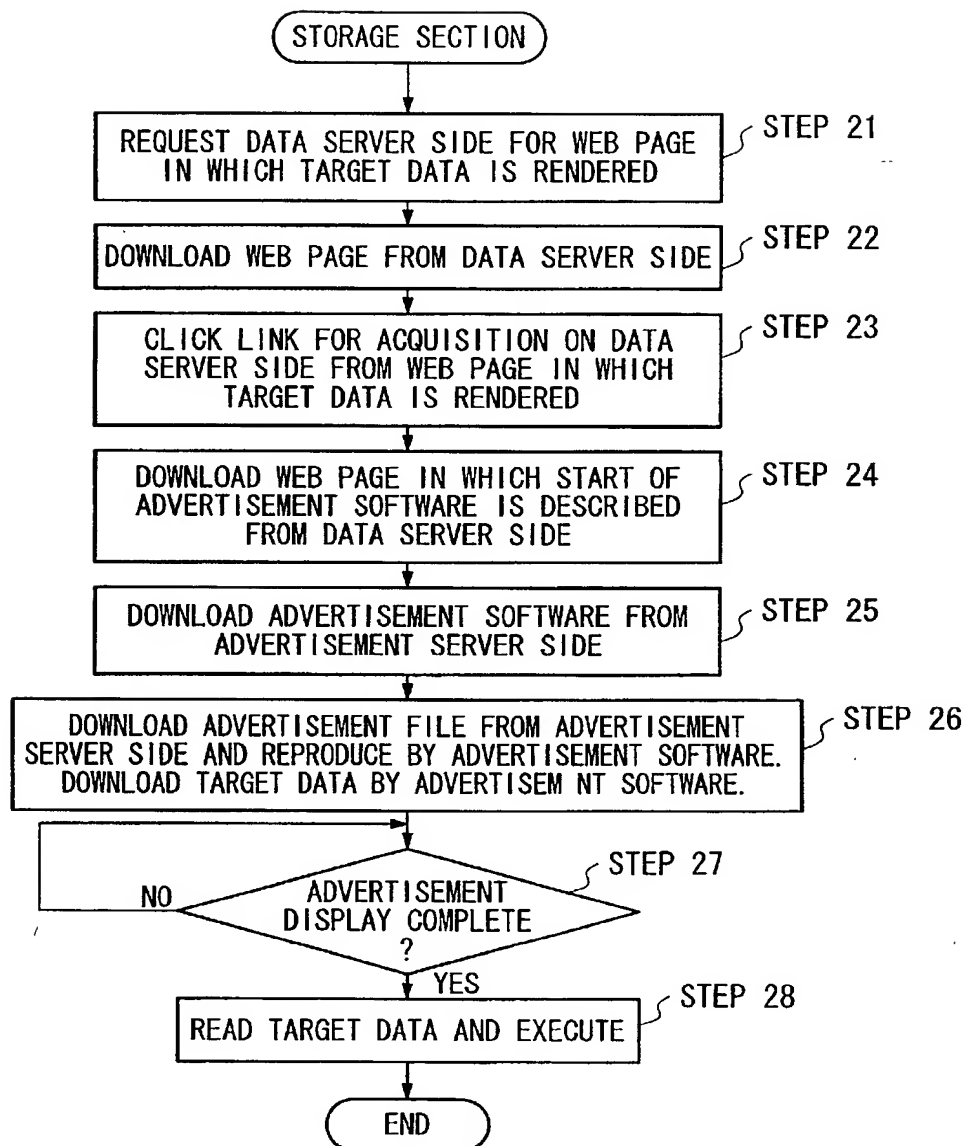 STORAGE SECTION
REQUEST DATA SERVER SIDE FOR WEB PAGE
IN WHICH TARGET DATA IS RENDERED
STEP 21
DOWNLOAD WEB PAGE FROM DATA SERVER SIDE
STEP 22
CLICK LINK FOR ACQUISITION ON DATA
SERVER SIDE FROM WEB PAGE IN WHICH
TARGET DATA IS RENDERED
STEP 23
DOWNLOAD WEB PAGE IN WHICH START OF
ADVERTISEMENT SOFTWARE IS DESCRIBED
FROM DATA SERVER SIDE
STEP 24
DOWNLOAD ADVERTISEMENT SOFTWARE FROM
ADVERTISEMENT SERVER SIDE
STEP 25
DOWNLOAD ADVERTISEMENT FILE FROM ADVERTISEMENT
SERVER SIDE AND REPRODUCE BY ADVERTISEMENT SOFTWARE.
DOWNLOAD TARGET DATA BY ADVERTISEM NT SOFTWARE.
STEP 26
ADVERTISEMENT
DISPLAY COMPLETE
?
STEP 27
NO
YES
READ TARGET DATA AND EXECUTE
STEP 28
END